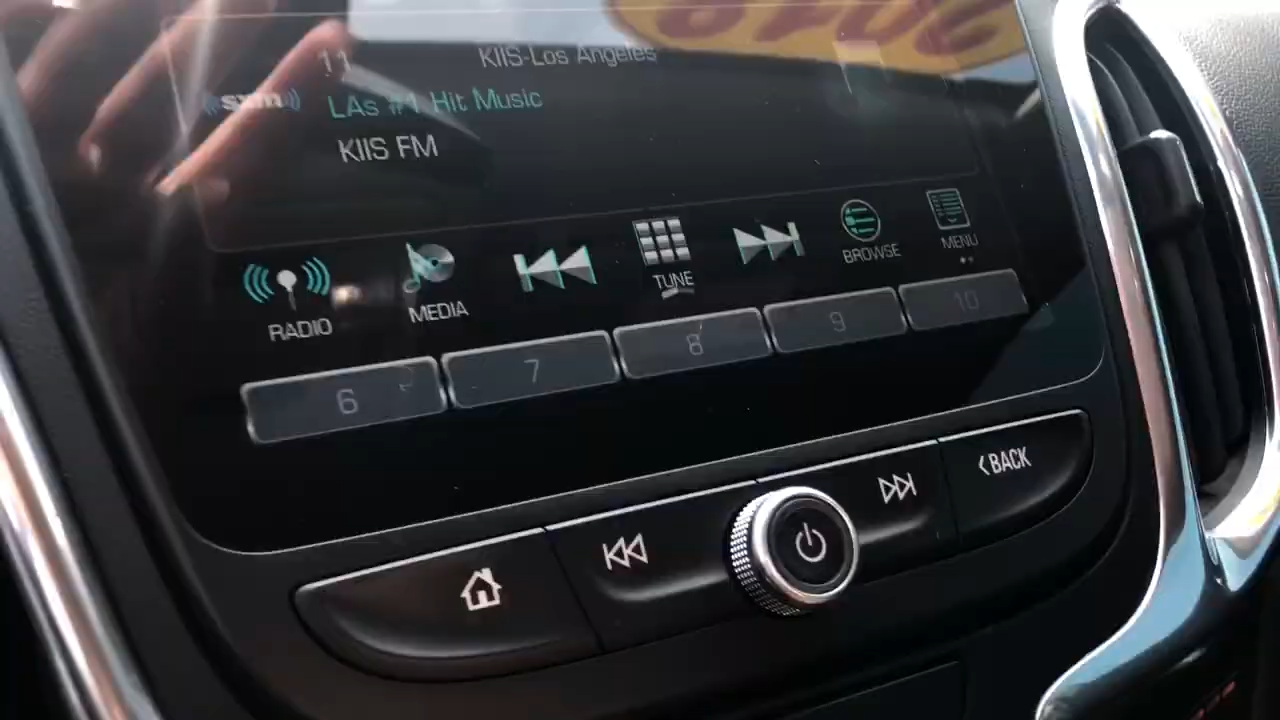 11 KIIS-Los Angeles
sxm LAs #1 Hit Music
KIIS FM
RADIO MEDIA TUNE BROWSE MENU
6 7 8 9 10
BACK